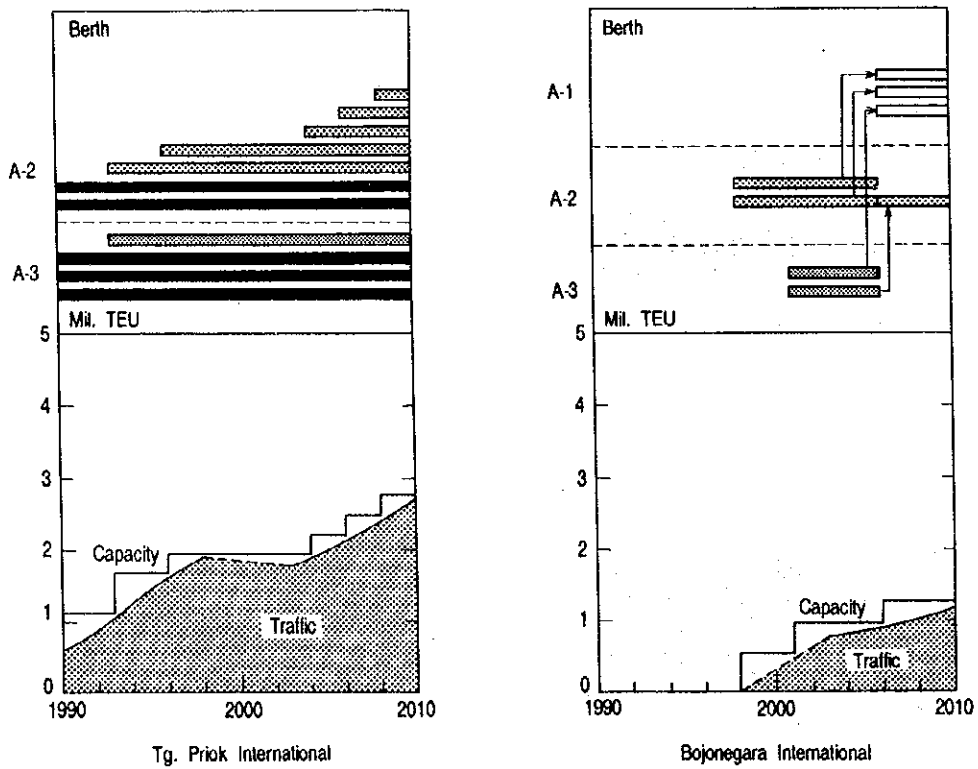 Berth
A-2
A-3
Mil. TEU
5
4
3
2
1
0
Capacity
Traffic
1990
2000
2010
Tg. Priok International
Berth
A-1
A-2
A-3
Mil. TEU
5
4
3
2
1
0
Capacity
Traffic
1990
2000
2010
Bojonegara International